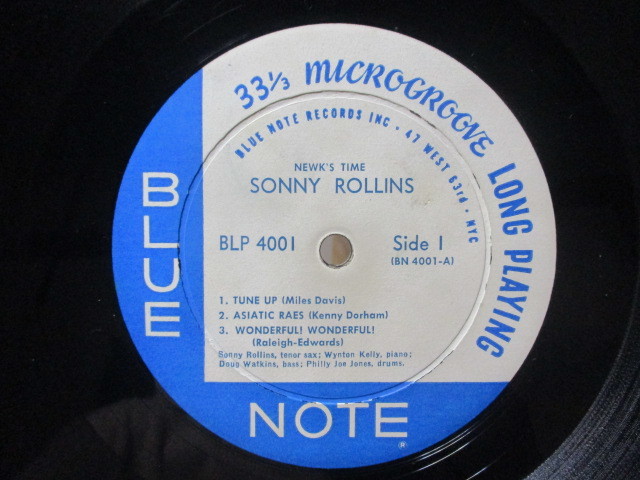 33⅓ MICROGROOVE LONG PLAYING
BLUE NOTE RECORDS INC • 47 WEST 63rd • NYC
NEWK'S TIME
SONNY ROLLINS
BLP 4001 Side 1
(BN 4001-A)
1. TUNE UP (Miles Davis)
2. ASIATIC RAES (Kenny Dorham)
3. WONDERFUL! WONDERFUL!
(Raleigh-Edwards)
Sonny Rollins, tenor sax; Wynton Kelly, piano;
Doug Watkins, bass; Philly Joe Jones, drums.
BLUE
NOTE
®